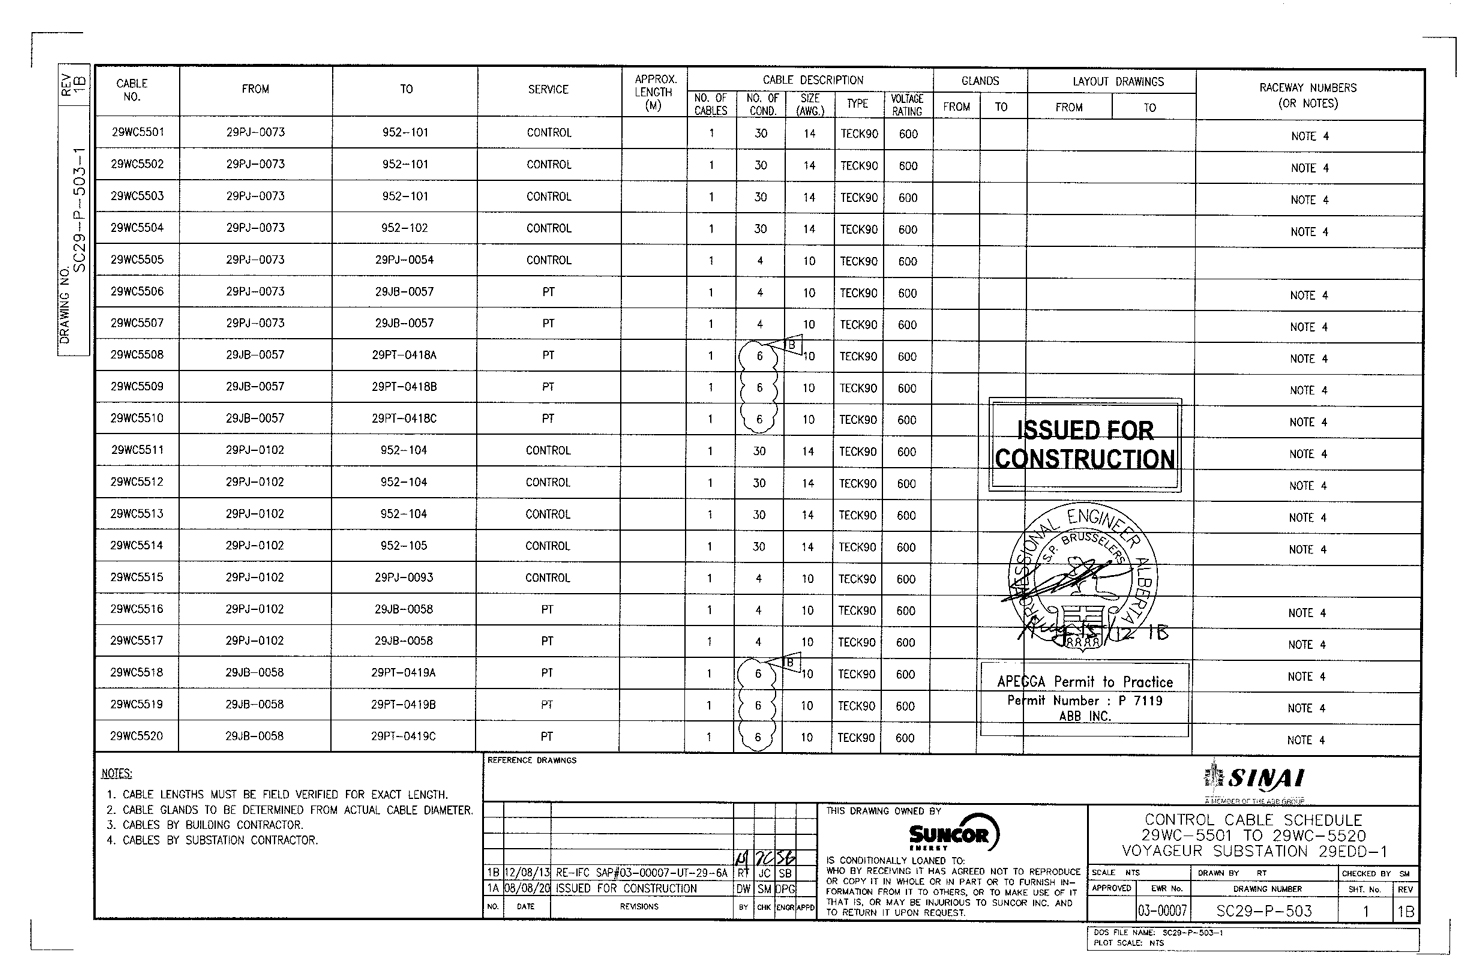 REV 1B
DRAWING NO. SC29-P-503-1
CABLE NO. FROM TO SERVICE APPROX. LENGTH (M) CABLE DESCRIPTION GLANDS LAYOUT DRAWINGS RACEWAY NUMBERS (OR NOTES)
NO. OF CABLES NO. OF COND. SIZE (AWG.) TYPE VOLTAGE RATING FROM TO FROM TO
29WC5501 29PJ-0073 952-101 CONTROL 1 30 14 TECK90 600 NOTE 4
29WC5502 29PJ-0073 952-101 CONTROL 1 30 14 TECK90 600 NOTE 4
29WC5503 29PJ-0073 952-101 CONTROL 1 30 14 TECK90 600 NOTE 4
29WC5504 29PJ-0073 952-102 CONTROL 1 30 14 TECK90 600 NOTE 4
29WC5505 29PJ-0073 29PJ-0054 CONTROL 1 4 10 TECK90 600
29WC5506 29PJ-0073 29JB-0057 PT 1 4 10 TECK90 600 NOTE 4
29WC5507 29PJ-0073 29JB-0057 PT 1 4 10 TECK90 600 NOTE 4
29WC5508 29JB-0057 29PT-0418A PT 1 6 B 10 TECK90 600 NOTE 4
29WC5509 29JB-0057 29PT-0418B PT 1 6 10 TECK90 600 NOTE 4
29WC5510 29JB-0057 29PT-0418C PT 1 6 10 TECK90 600 NOTE 4
29WC5511 29PJ-0102 952-104 CONTROL 1 30 14 TECK90 600 NOTE 4
29WC5512 29PJ-0102 952-104 CONTROL 1 30 14 TECK90 600 NOTE 4
29WC5513 29PJ-0102 952-104 CONTROL 1 30 14 TECK90 600 NOTE 4
29WC5514 29PJ-0102 952-105 CONTROL 1 30 14 TECK90 600 NOTE 4
29WC5515 29PJ-0102 29PJ-0093 CONTROL 1 4 10 TECK90 600
29WC5516 29PJ-0102 29JB-0058 PT 1 4 10 TECK90 600 NOTE 4
29WC5517 29PJ-0102 29JB-0058 PT 1 4 10 TECK90 600 NOTE 4
29WC5518 29JB-0058 29PT-0419A PT 1 6 B 10 TECK90 600 NOTE 4
29WC5519 29JB-0058 29PT-0419B PT 1 6 10 TECK90 600 NOTE 4
29WC5520 29JB-0058 29PT-0419C PT 1 6 10 TECK90 600 NOTE 4
ISSUED FOR
CONSTRUCTION
PROFESSIONAL ENGINEER ALBERTA
S.P. BRUSSELERS
Aug 15/12 1B
APEGGA Permit to Practice
Permit Number : P 7119
ABB INC.
NOTES:
1. CABLE LENGTHS MUST BE FIELD VERIFIED FOR EXACT LENGTH.
2. CABLE GLANDS TO BE DETERMINED FROM ACTUAL CABLE DIAMETER.
3. CABLES BY BUILDING CONTRACTOR.
4. CABLES BY SUBSTATION CONTRACTOR.
REFERENCE DRAWINGS
1B 12/08/13 RE-IFC SAP#03-00007-UT-29-6A RT JC SB
1A 08/08/20 ISSUED FOR CONSTRUCTION DW SM DPG
NO. DATE REVISIONS BY CHK ENGR APPD
THIS DRAWING OWNED BY
SUNCOR
ENERGY
IS CONDITIONALLY LOANED TO:
WHO BY RECEIVING IT HAS AGREED NOT TO REPRODUCE
OR COPY IT IN WHOLE OR IN PART OR TO FURNISH IN-
FORMATION FROM IT TO OTHERS, OR TO MAKE USE OF IT
THAT IS, OR MAY BE INJURIOUS TO SUNCOR INC. AND
TO RETURN IT UPON REQUEST.
SINAI
A MEMBER OF THE ABB GROUP
CONTROL CABLE SCHEDULE
29WC-5501 TO 29WC-5520
VOYAGEUR SUBSTATION 29EDD-1
SCALE NTS DRAWN BY RT CHECKED BY SM
APPROVED EWR No. DRAWING NUMBER SHT. No. REV
03-00007 SC29-P-503 1 1B
DOS FILE NAME: SC29-P-503-1
PLOT SCALE: NTS